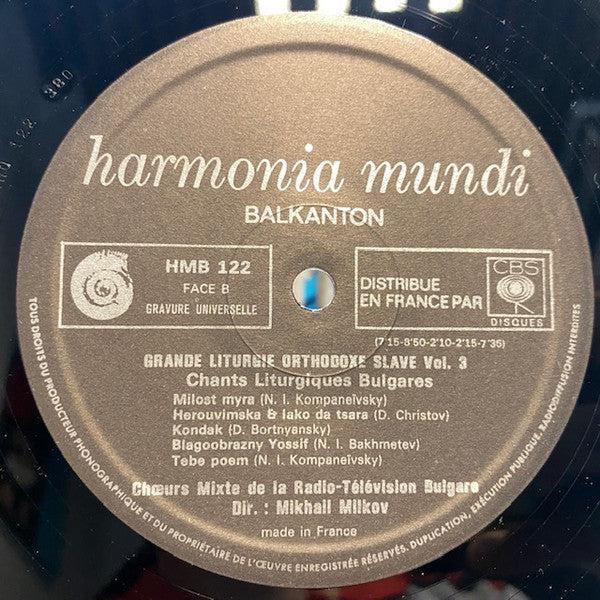 harmonia mundi
BALKANTON
HMB 122
FACE B
GRAVURE UNIVERSELLE
DISTRIBUE
EN FRANCE PAR
CBS
DISQUES
(7'15-8'50-2'10-2'15-7'35)
GRANDE LITURGIE ORTHODOXE SLAVE Vol. 3
Chants Liturgiques Bulgares
Milost myra (N. I. Kompaneïvsky)
Herouvimska & Iako da tsara (D. Christov)
Kondak (D. Bortnyansky)
Blagoobrazny Yossif (N. I. Bakhmetev)
Tebe poem (N. I. Kompaneïvsky)
Chœurs Mixte de la Radio-Télévision Bulgare
Dir. : Mikhail Milkov
made in France
TOUS DROITS DU PRODUCTEUR PHONOGRAPHIQUE ET DU PROPRIÉTAIRE DE L'ŒUVRE ENREGISTRÉE RÉSERVÉS. DUPLICATION, EXÉCUTION PUBLIQUE, RADIODIFFUSION INTERDITES
122 380